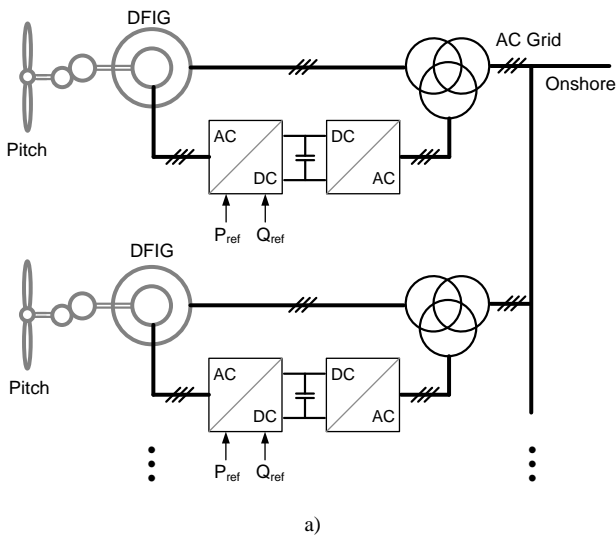 DFIG
AC Grid
Onshore
Pitch
AC
DC
DC
AC
Pref
Qref
DFIG
Pitch
AC
DC
DC
AC
Pref
Qref
a)